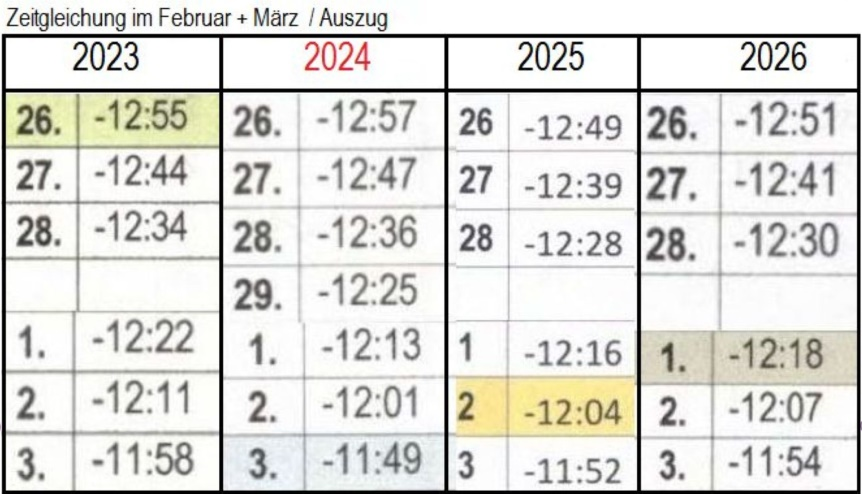 Zeitgleichung im Februar + März / Auszug
2023 2024 2025 2026
26. -12:55 26. -12:57 26 -12:49 26. -12:51
27. -12:44 27. -12:47 27 -12:39 27. -12:41
28. -12:34 28. -12:36 28 -12:28 28. -12:30
29. -12:25
1. -12:22 1. -12:13 1 -12:16 1. -12:18
2. -12:11 2. -12:01 2 -12:04 2. -12:07
3. -11:58 3. -11:49 3 -11:52 3. -11:54